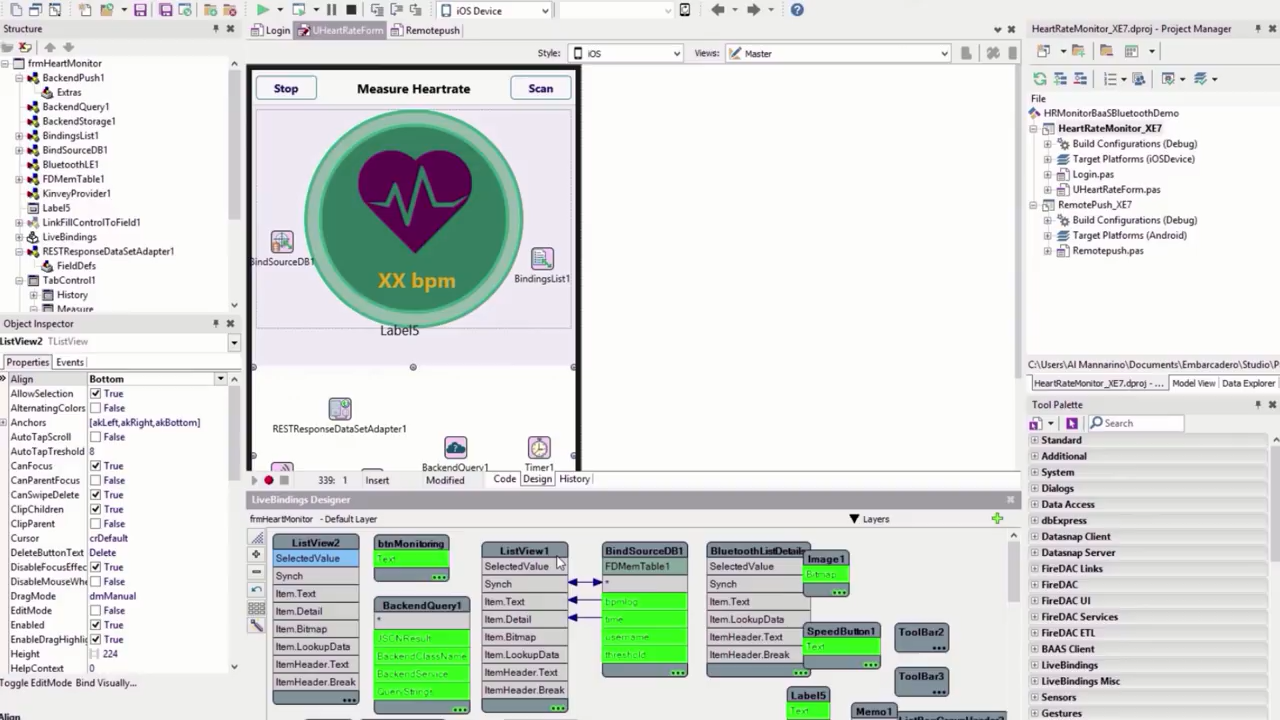 iOS Device
Structure
frmHeartMonitor
BackendPush1
Extras
BackendQuery1
BackendStorage1
BindingsList1
BindSourceDB1
BluetoothLE1
FDMemTable1
KinveyProvider1
Label5
LinkFillControlToField1
LiveBindings
RESTResponseDataSetAdapter1
FieldDefs
TabControl1
History
Measure
Object Inspector
ListView2 TListView
Properties Events
Align Bottom
AllowSelection True
AlternatingColors False
Anchors [akLeft,akRight,akBottom]
AutoTapScroll False
AutoTapTreshold 8
CanFocus True
CanParentFocus False
CanSwipeDelete True
ClipChildren True
ClipParent False
Cursor crDefault
DeleteButtonText Delete
DisableFocusEffect True
DisableMouseWh False
DragMode dmManual
EditMode False
Enabled True
EnableDragHighlig True
Height 224
HelpContext 0
Toggle EditMode Bind Visually...
Align
Login UHeartRateForm Remotepush
Style: iOS Views: Master
Stop Measure Heartrate Scan
XX bpm
BindSourceDB1
BindingsList1
Label5
RESTResponseDataSetAdapter1
BackendQuery1 Timer1
339: 1 Insert Modified Code Design History
LiveBindings Designer
frmHeartMonitor - Default Layer Layers
ListView2
SelectedValue
Synch
Item.Text
Item.Detail
Item.Bitmap
Item.LookupData
ItemHeader.Text
ItemHeader.Break
btnMonitoring
Text
BackendQuery1
*
JSONResult
BackendClassName
BackendService
QueryStrings
ListView1
SelectedValue
Synch
Item.Text
Item.Detail
Item.Bitmap
Item.LookupData
ItemHeader.Text
ItemHeader.Break
BindSourceDB1
FDMemTable1
*
bpmlog
time
username
threshold
BluetoothListDetails
SelectedValue
Synch
Item.Text
Item.LookupData
ItemHeader.Text
ItemHeader.Break
Image1
Bitmap
SpeedButton1
Text
Label5
Text
ToolBar2
ToolBar3
Memo1
HeartRateMonitor_XE7.dproj - Project Manager
File
HRMonitorBaaSBluetoothDemo
HeartRateMonitor_XE7
Build Configurations (Debug)
Target Platforms (iOSDevice)
Login.pas
UHeartRateForm.pas
RemotePush_XE7
Build Configurations (Debug)
Target Platforms (Android)
Remotepush.pas
C:\Users\Al Mannarino\Documents\Embarcadero\Studio\P
HeartRateMonitor_XE7.dproj - ... Model View Data Explorer
Tool Palette
Search
Standard
Additional
System
Dialogs
Data Access
dbExpress
Datasnap Client
Datasnap Server
FireDAC Links
FireDAC
FireDAC UI
FireDAC Services
FireDAC ETL
BAAS Client
LiveBindings
LiveBindings Misc
Sensors
Gestures